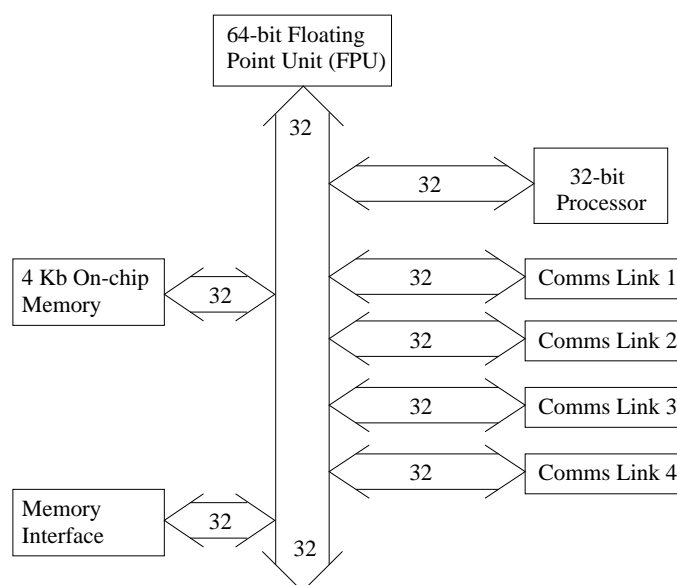 64-bit Floating
Point Unit (FPU)
32
32
32-bit
Processor
4 Kb On-chip
Memory
32
32
Comms Link 1
32
Comms Link 2
32
Comms Link 3
32
Comms Link 4
Memory
Interface
32
32